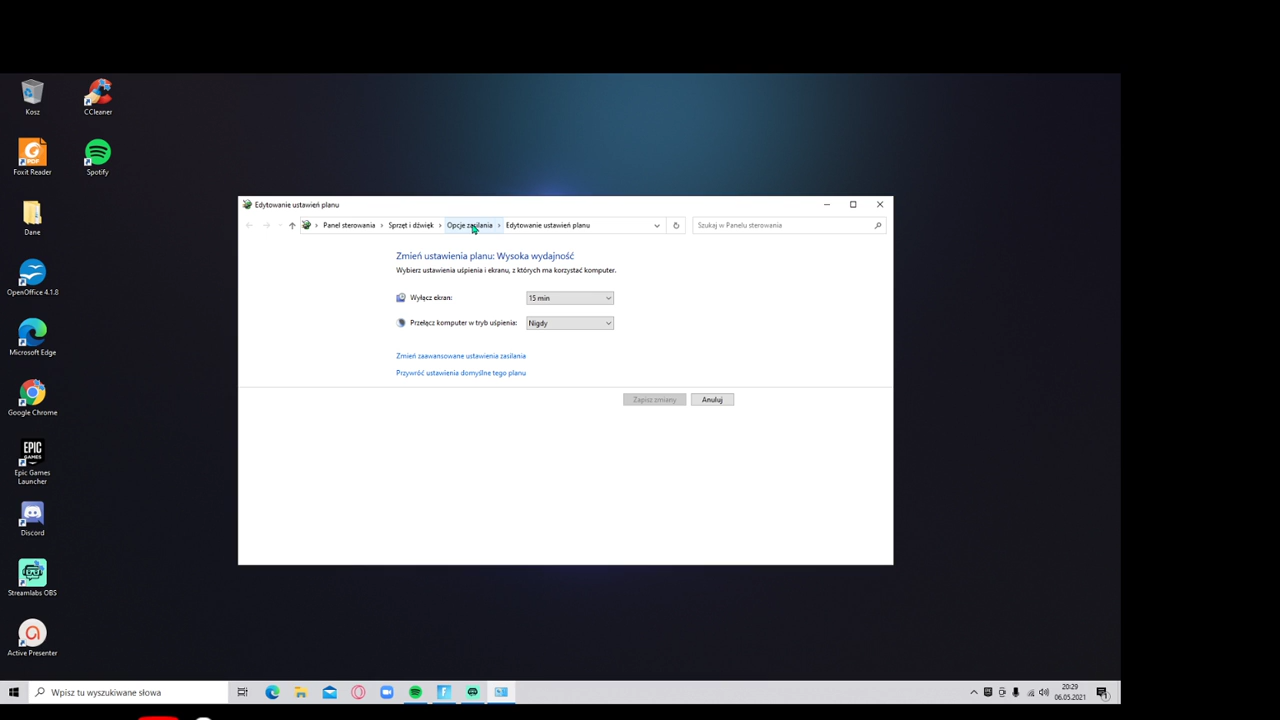 Kosz
CCleaner
Foxit Reader
Spotify
Dane
OpenOffice 4.1.8
Microsoft Edge
Google Chrome
EPIC
GAMES
Epic Games
Launcher
Discord
Streamlabs OBS
Active Presenter
Edytowanie ustawień planu
Panel sterowania › Sprzęt i dźwięk › Opcje zasilania › Edytowanie ustawień planu
Szukaj w Panelu sterowania
Zmień ustawienia planu: Wysoka wydajność
Wybierz ustawienia uśpienia i ekranu, z których ma korzystać komputer.
Wyłącz ekran: 15 min
Przełącz komputer w tryb uśpienia: Nigdy
Zmień zaawansowane ustawienia zasilania
Przywróć ustawienia domyślne tego planu
Zapisz zmiany Anuluj
Wpisz tu wyszukiwane słowa
20:29
06.05.2021